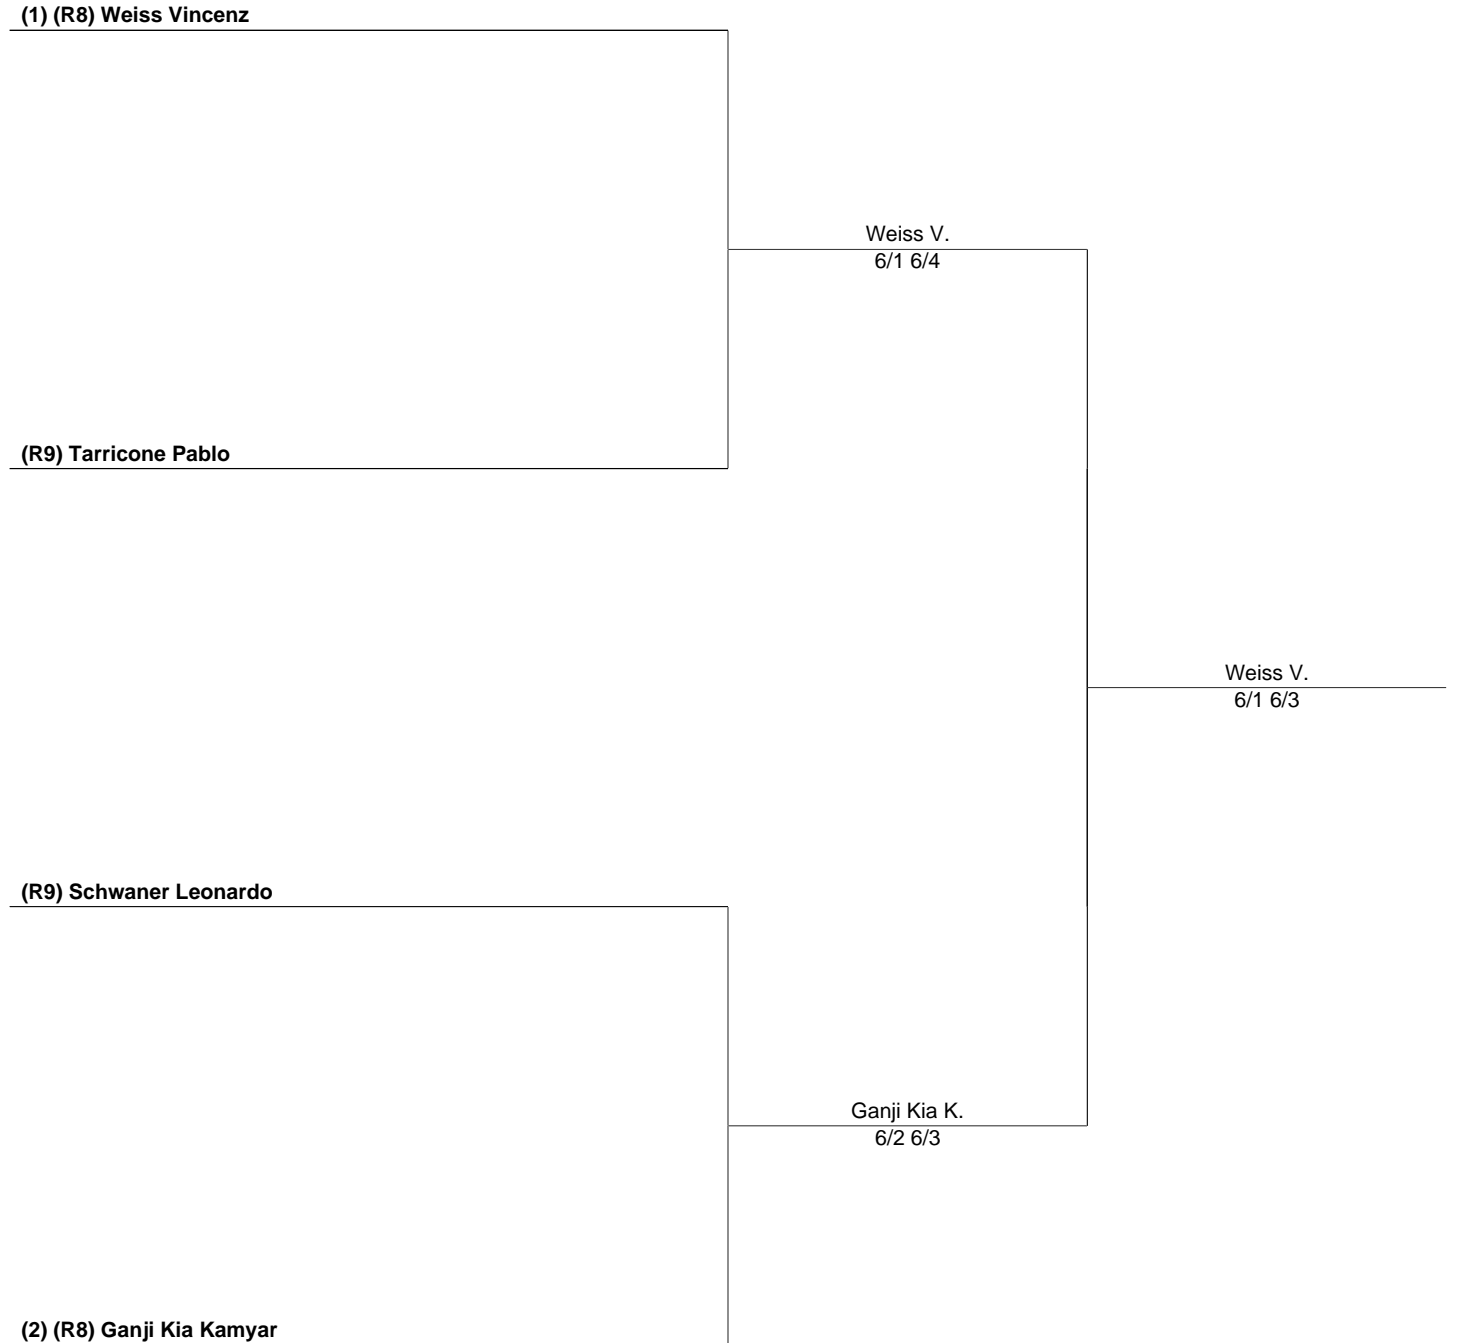 (1) (R8) Weiss Vincenz
Weiss V.
6/1 6/4
(R9) Tarricone Pablo
Weiss V.
6/1 6/3
(R9) Schwaner Leonardo
Ganji Kia K.
6/2 6/3
(2) (R8) Ganji Kia Kamyar